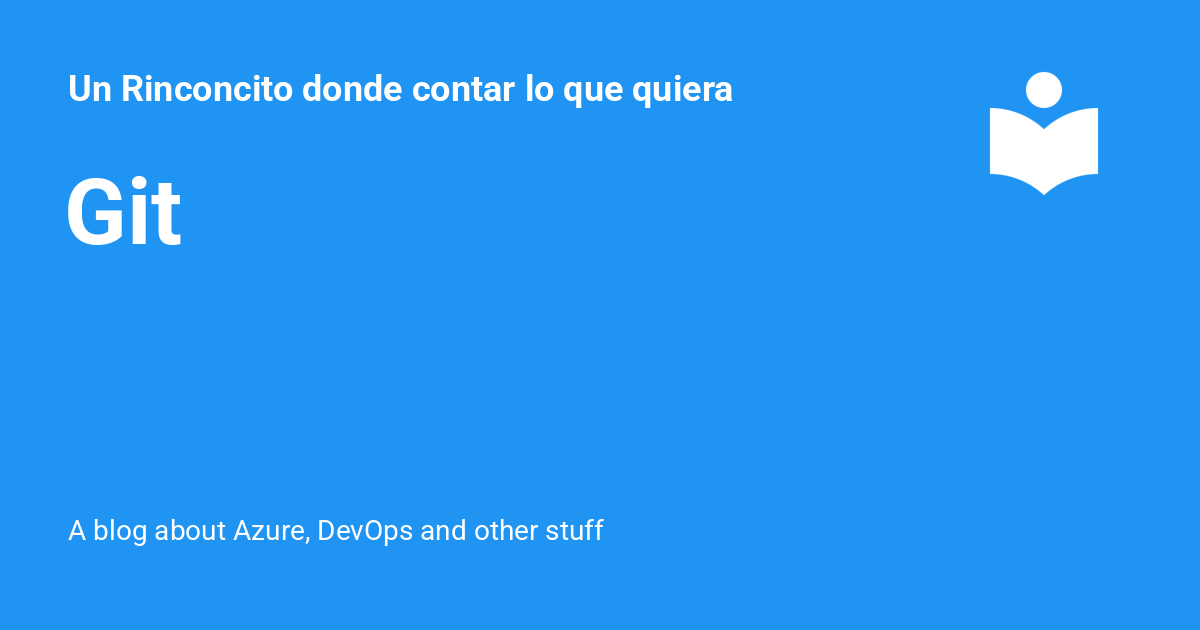 Un Rinconcito donde contar lo que quiera
Git
A blog about Azure, DevOps and other stuff